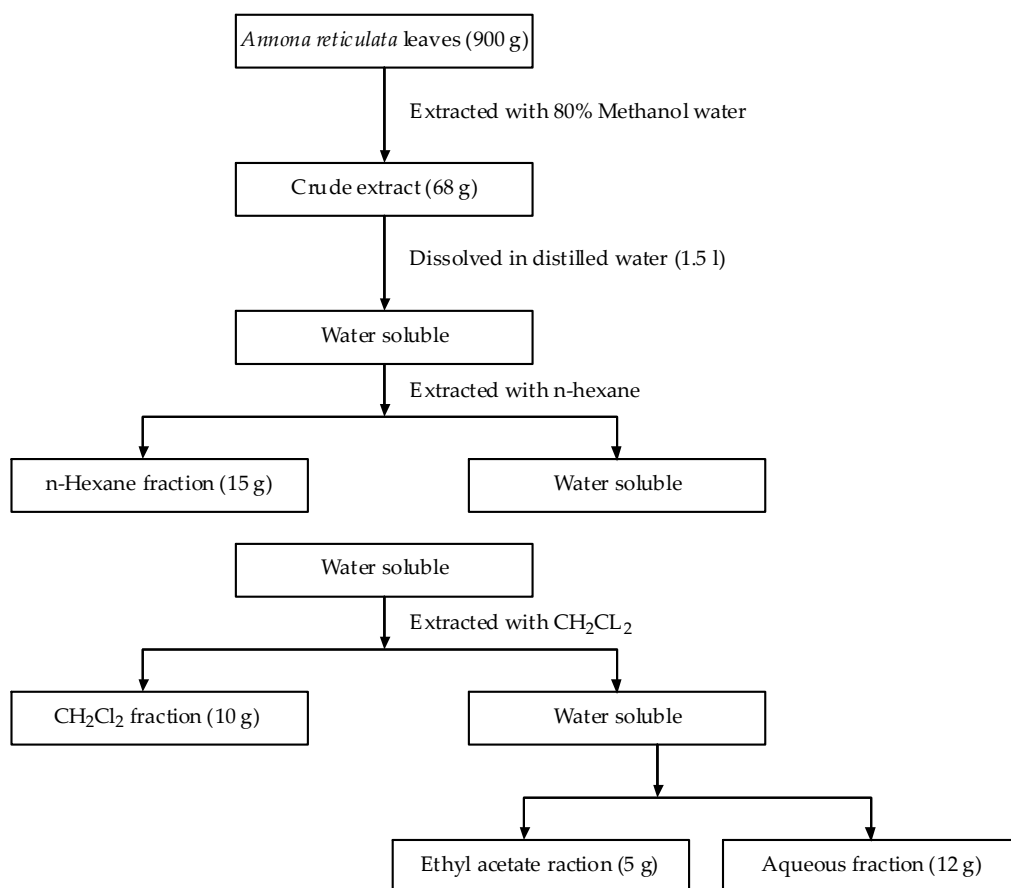 Annona reticulata leaves (900 g)
Extracted with 80% Methanol water
Crude extract (68 g)
Dissolved in distilled water (1.5 l)
Water soluble
Extracted with n-hexane
n-Hexane fraction (15 g)
Water soluble
Water soluble
Extracted with CH₂CL₂
CH₂Cl₂ fraction (10 g)
Water soluble
Ethyl acetate raction (5 g)
Aqueous fraction (12 g)